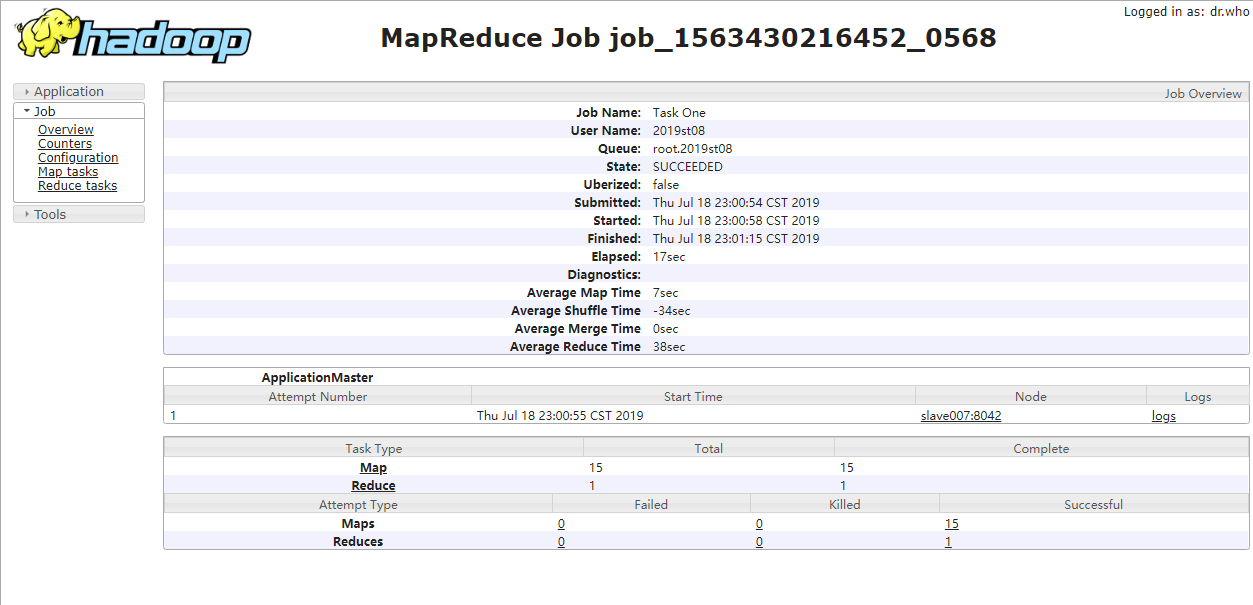 Logged in as: dr.who
hadoop
MapReduce Job job_1563430216452_0568
Application
Job
Overview
Counters
Configuration
Map tasks
Reduce tasks
Tools
Job Overview
Job Name: Task One
User Name: 2019st08
Queue: root.2019st08
State: SUCCEEDED
Uberized: false
Submitted: Thu Jul 18 23:00:54 CST 2019
Started: Thu Jul 18 23:00:58 CST 2019
Finished: Thu Jul 18 23:01:15 CST 2019
Elapsed: 17sec
Diagnostics:
Average Map Time 7sec
Average Shuffle Time -34sec
Average Merge Time 0sec
Average Reduce Time 38sec
ApplicationMaster
Attempt Number Start Time Node Logs
1 Thu Jul 18 23:00:55 CST 2019 slave007:8042 logs
Task Type Total Complete
Map 15 15
Reduce 1 1
Attempt Type Failed Killed Successful
Maps 0 0 15
Reduces 0 0 1